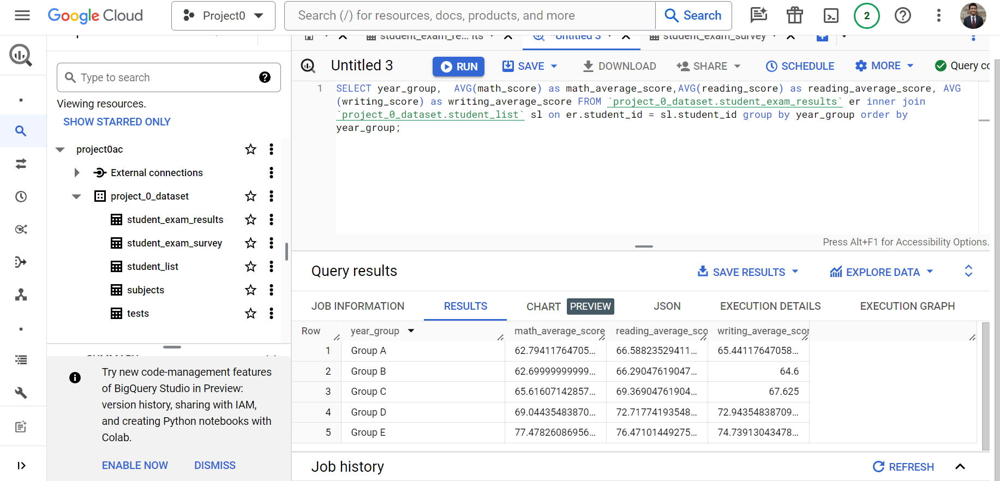 Google Cloud
Project0
Search (/) for resources, docs, products, and more
Search
2
student_exam_re... lts
*Untitled 3
student_exam_survey
Type to search
Viewing resources.
SHOW STARRED ONLY
project0ac
External connections
project_0_dataset
student_exam_results
student_exam_survey
student_list
subjects
tests
SUMMARY
Try new code-management features
of BigQuery Studio in Preview:
version history, sharing with IAM,
and creating Python notebooks with
Colab.
ENABLE NOW DISMISS
Untitled 3
RUN
SAVE
DOWNLOAD
SHARE
SCHEDULE
MORE
Query co
1 SELECT year_group,  AVG(math_score) as math_average_score,AVG(reading_score) as reading_average_score, AVG
(writing_score) as writing_average_score FROM `project_0_dataset.student_exam_results` er inner join
`project_0_dataset.student_list` sl on er.student_id = sl.student_id group by year_group order by
year_group;
Press Alt+F1 for Accessibility Options.
Query results
SAVE RESULTS
EXPLORE DATA
JOB INFORMATION RESULTS CHART PREVIEW JSON EXECUTION DETAILS EXECUTION GRAPH
Row year_group math_average_score reading_average_sco writing_average_scor
1 Group A 62.79411764705... 66.58823529411... 65.44117647058...
2 Group B 62.69999999999... 66.29047619047... 64.6
3 Group C 65.61607142857... 69.36904761904... 67.625
4 Group D 69.04435483870... 72.71774193548... 72.94354838709...
5 Group E 77.47826086956... 76.47101449275... 74.73913043478...
Job history
REFRESH